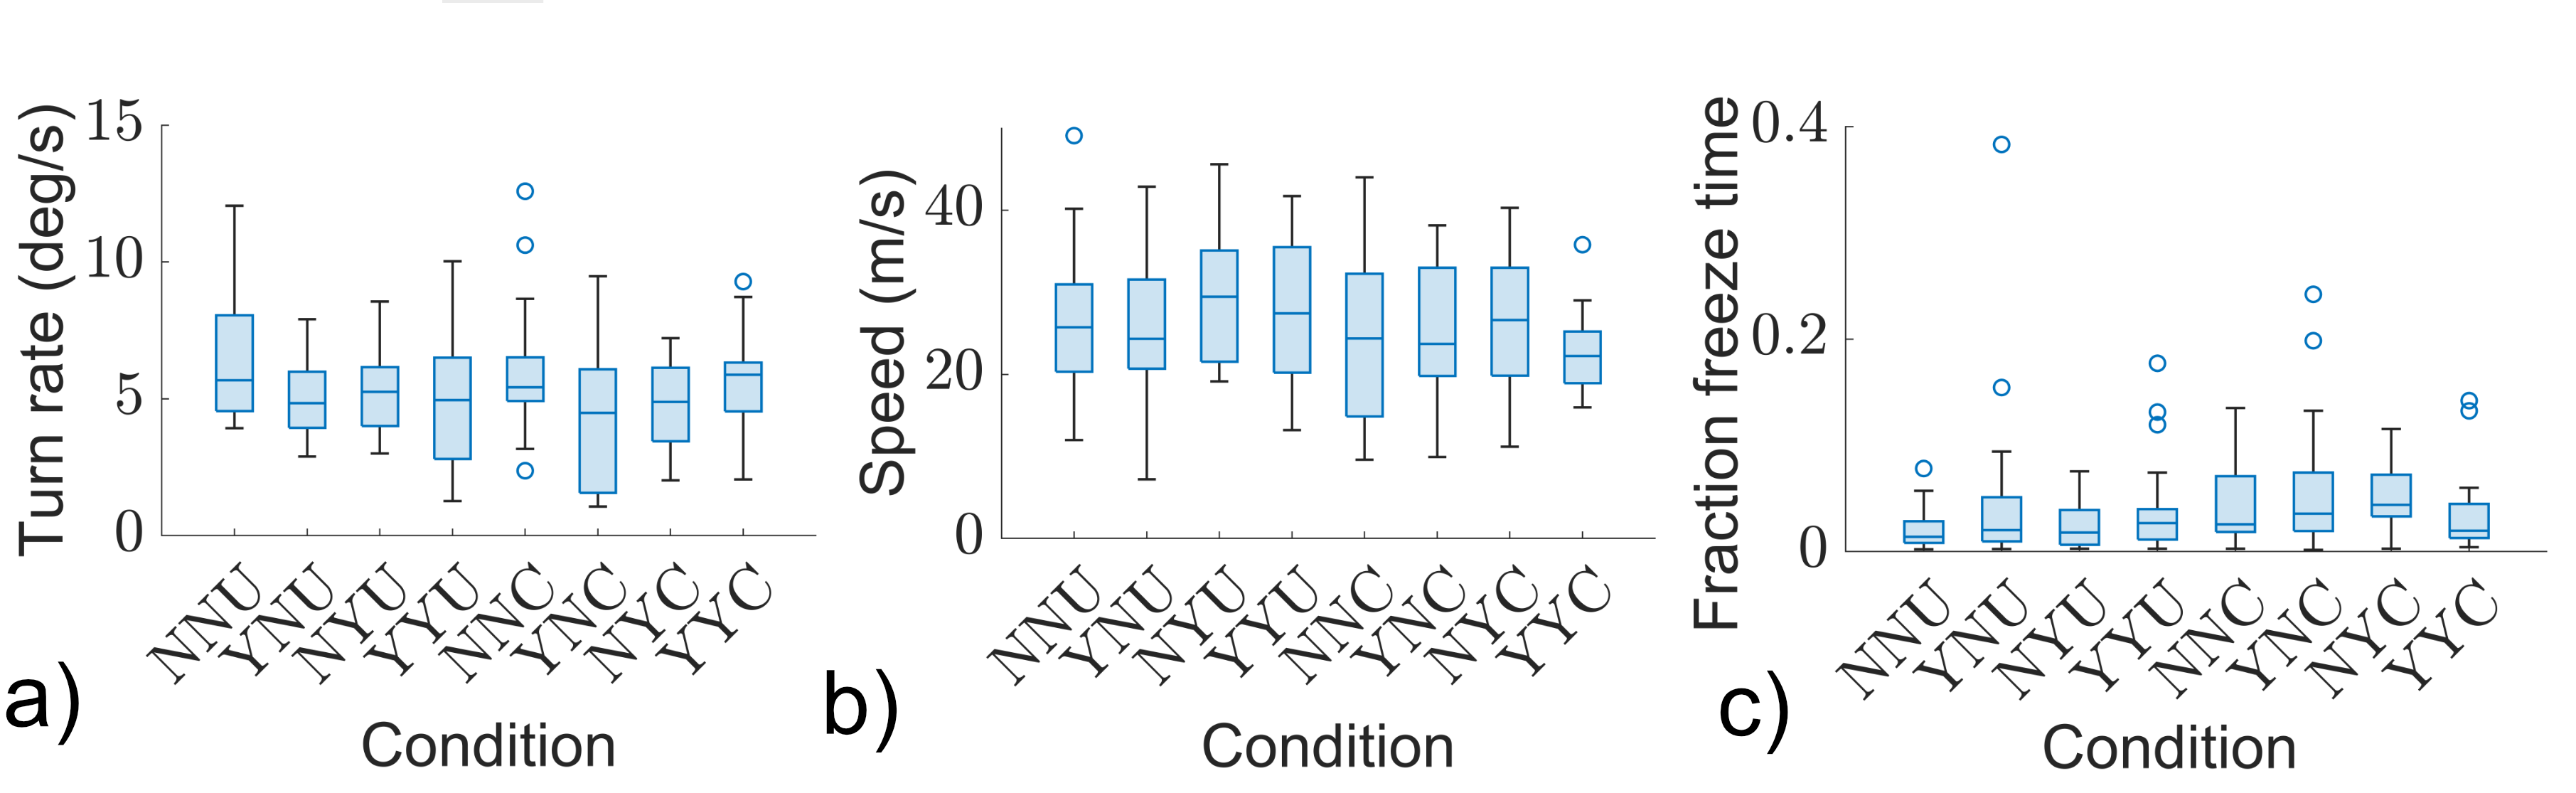 Turn rate (deg/s)
15
10
5
0
NNU
YNU
NYU
YYU
NNC
YNC
NYC
YYC
Condition
a)
Speed (m/s)
40
20
0
NNU
YNU
NYU
YYU
NNC
YNC
NYC
YYC
Condition
b)
Fraction freeze time
0.4
0.2
0
NNU
YNU
NYU
YYU
NNC
YNC
NYC
YYC
Condition
c)